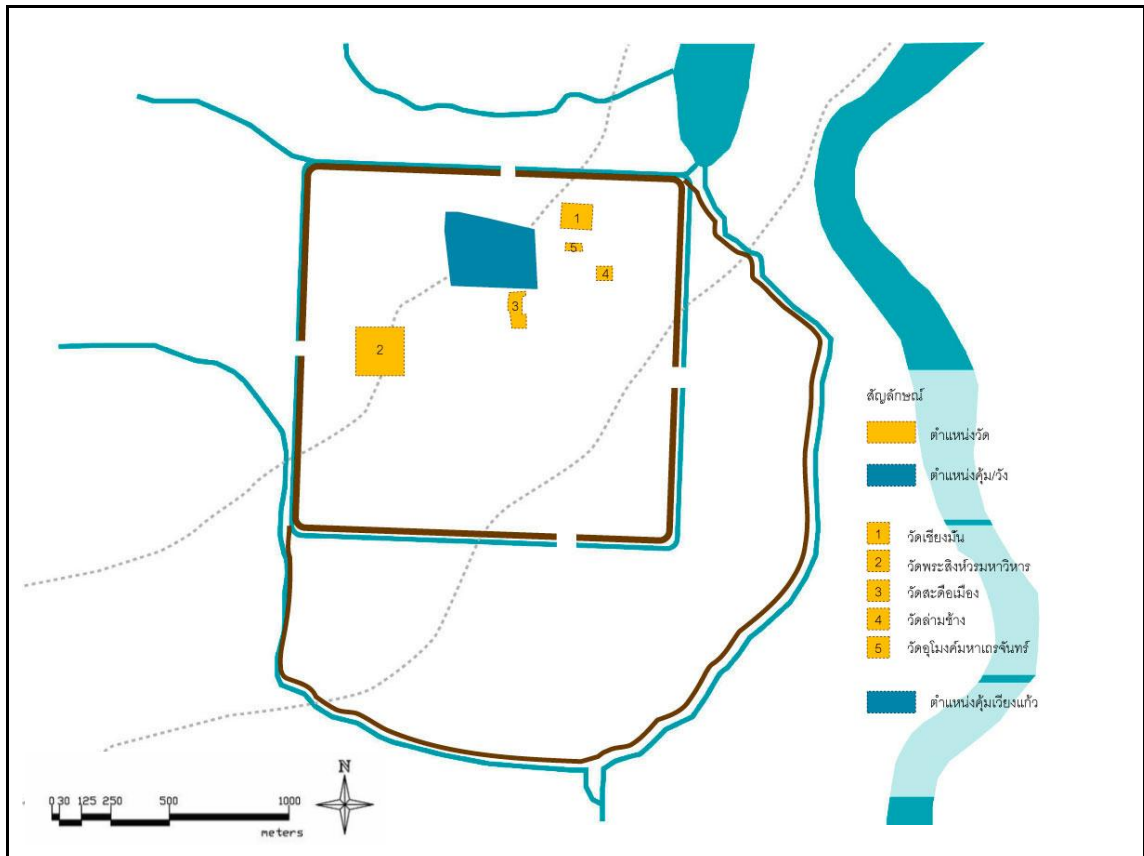 1
5
4
3
2
สัญลักษณ์
ตำแหน่งวัด
ตำแหน่งคุ้ม/วัง
1 วัดเชียงมัน
2 วัดพระสิงห์วรมหาวิหาร
3 วัดสะดือเมือง
4 วัดล่ามช้าง
5 วัดอุโมงค์มหาเถรจันทร์
ตำแหน่งคุ้มเวียงแก้ว
N
0 30 125 250 500 1000
meters